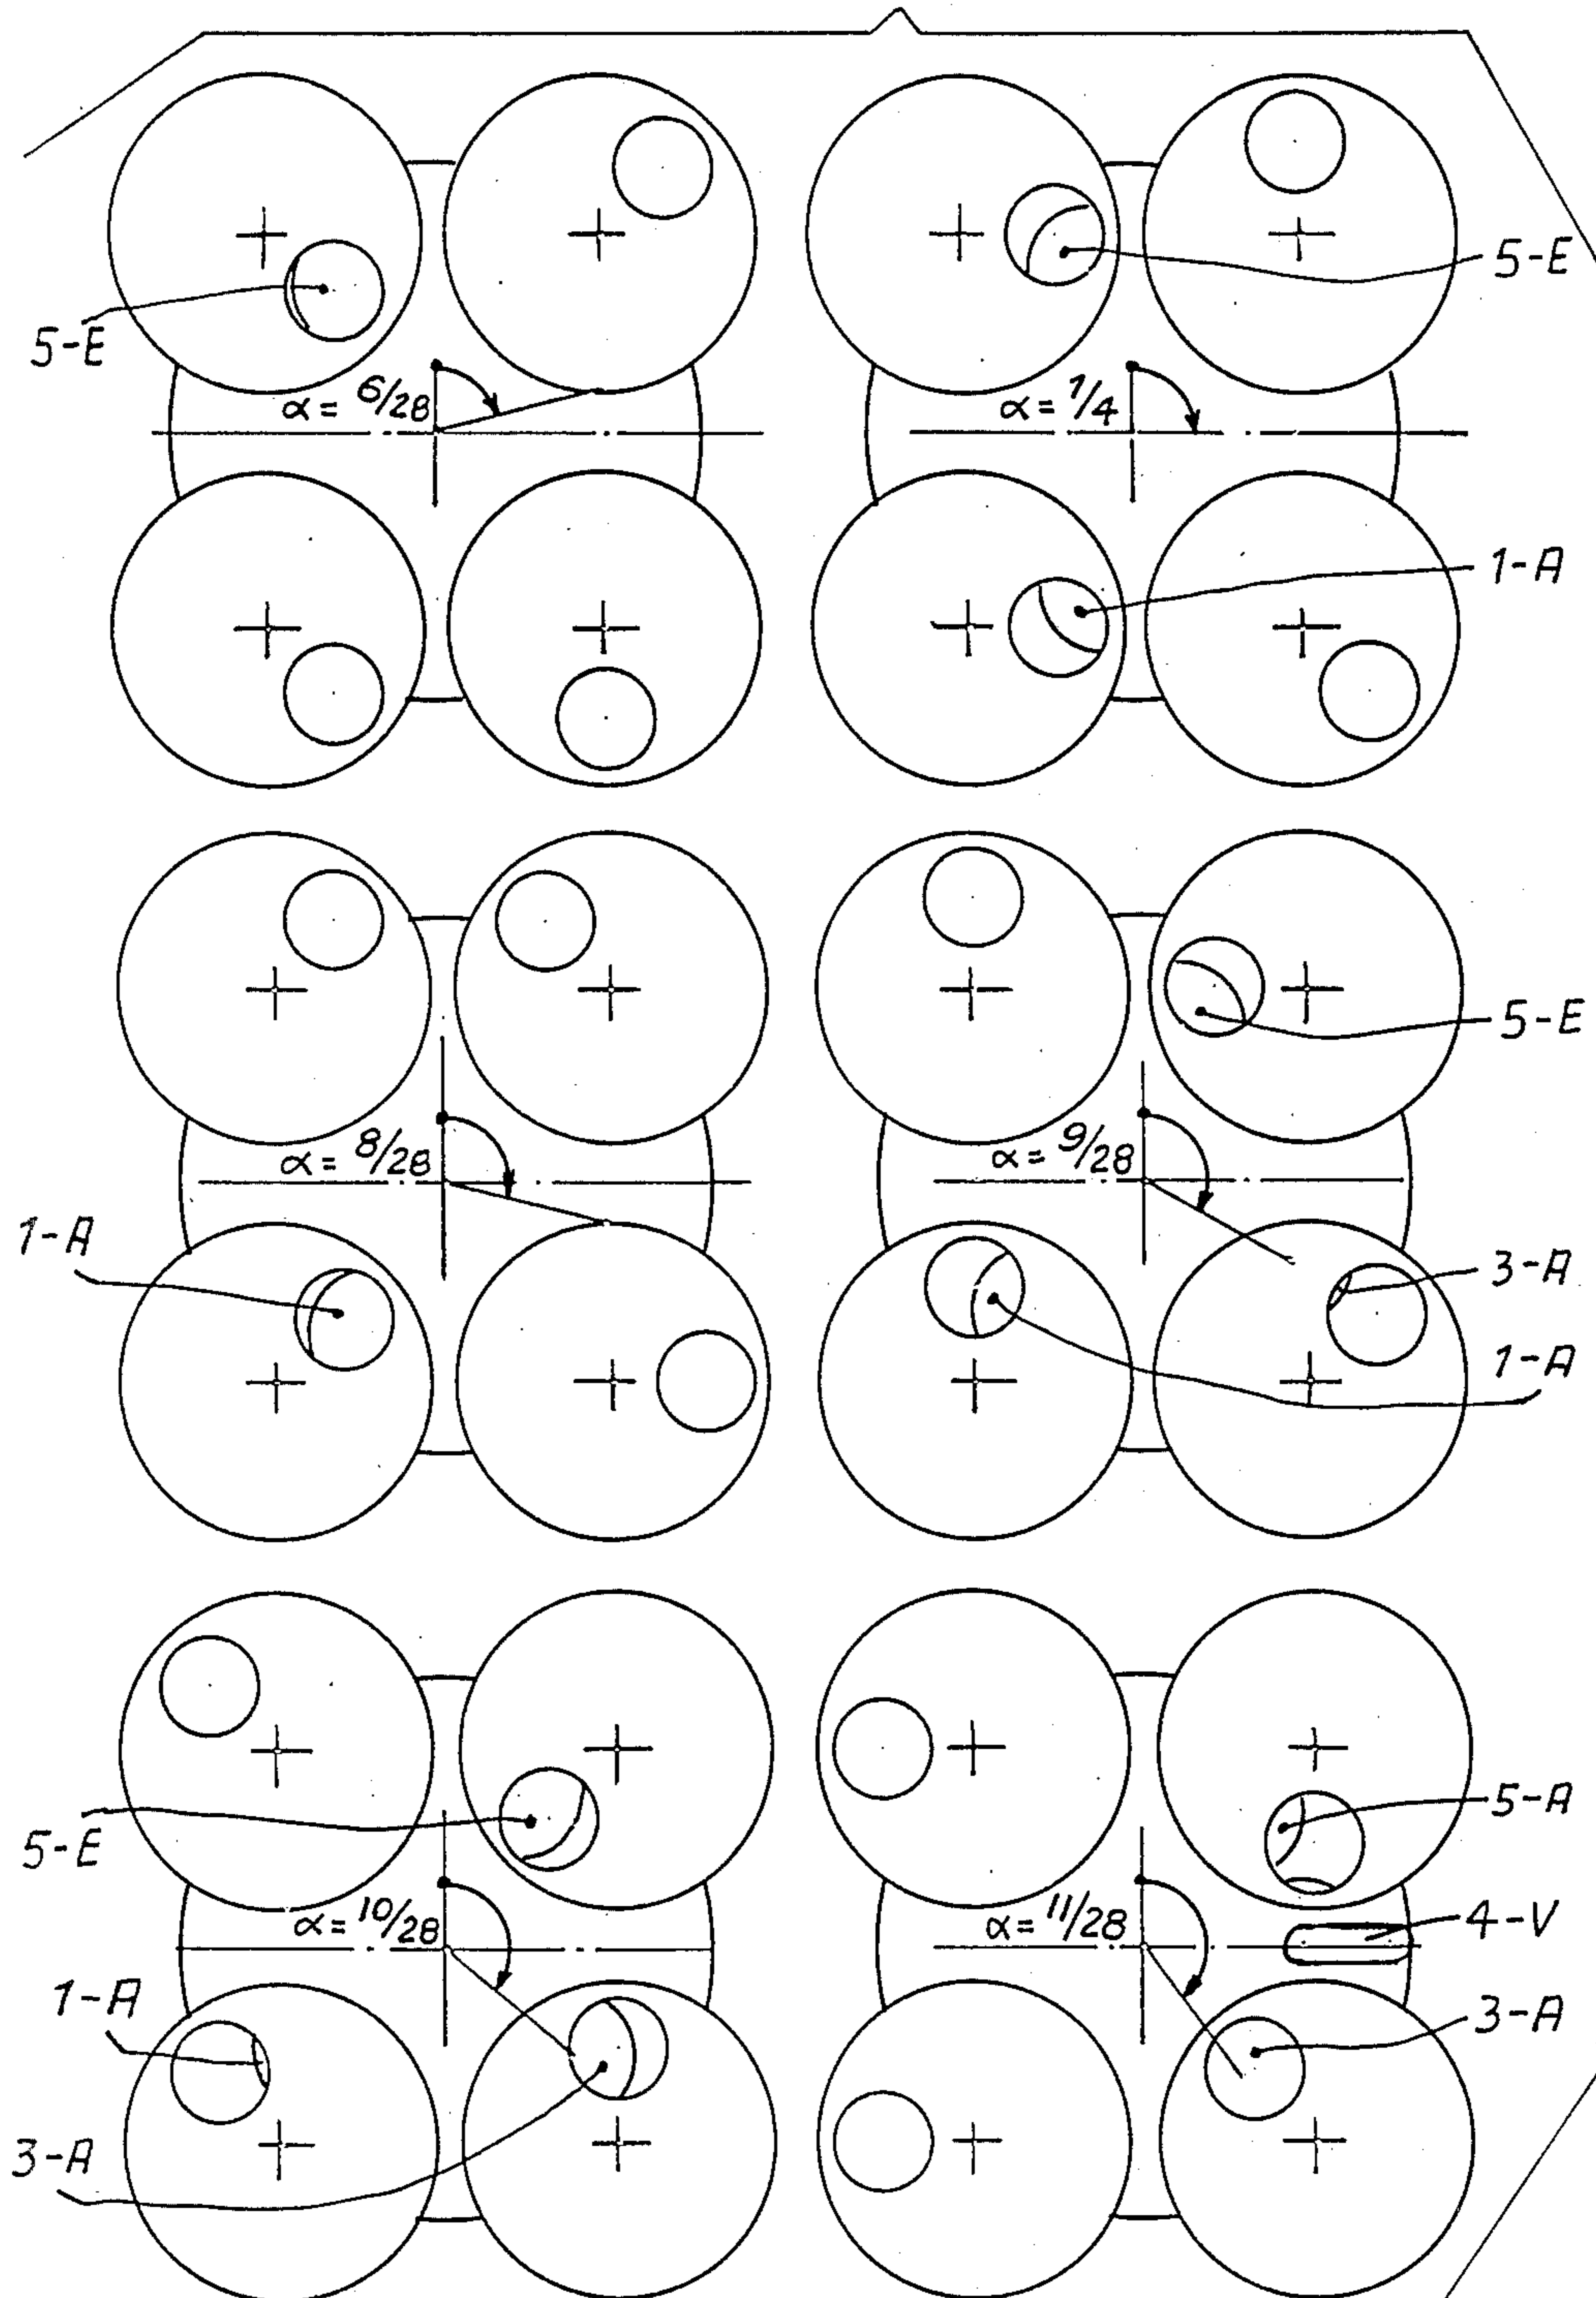 5-E
α= 6/28
α= 1/4
5-E
1-A
α= 8/28
1-A
α= 9/28
5-E
3-A
1-A
5-E
α= 10/28
1-A
3-A
α= 11/28
5-A
4-V
3-A